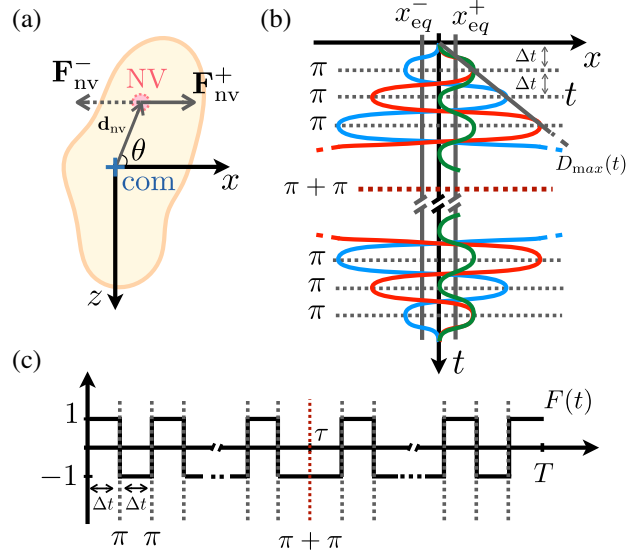 (a)
F⁻nv
NV
F⁺nv
dnv
θ
com
x
z
(b)
x⁻eq x⁺eq
x
Δt
π
Δt
t
π
π
Dmax(t)
π + π
π
π
π
t
(c)
1
F(t)
τ
−1
T
Δt Δt
π π
π + π